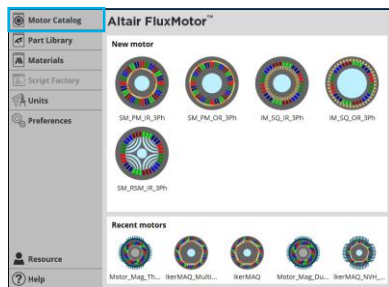 Motor Catalog
Part Library
Materials
Script Factory
Units
Preferences
Resource
Help
Altair FluxMotor™
New motor
SM_PM_IR_3Ph
SM_PM_OR_3Ph
IM_SQ_IR_3Ph
IM_SQ_OR_3Ph
SM_RSM_IR_3Ph
Recent motors
Motor_Mag_Th...
IkerMAQ_Multi...
IkerMAQ
Motor_Mag_Du...
IkerMAQ_NVH_...